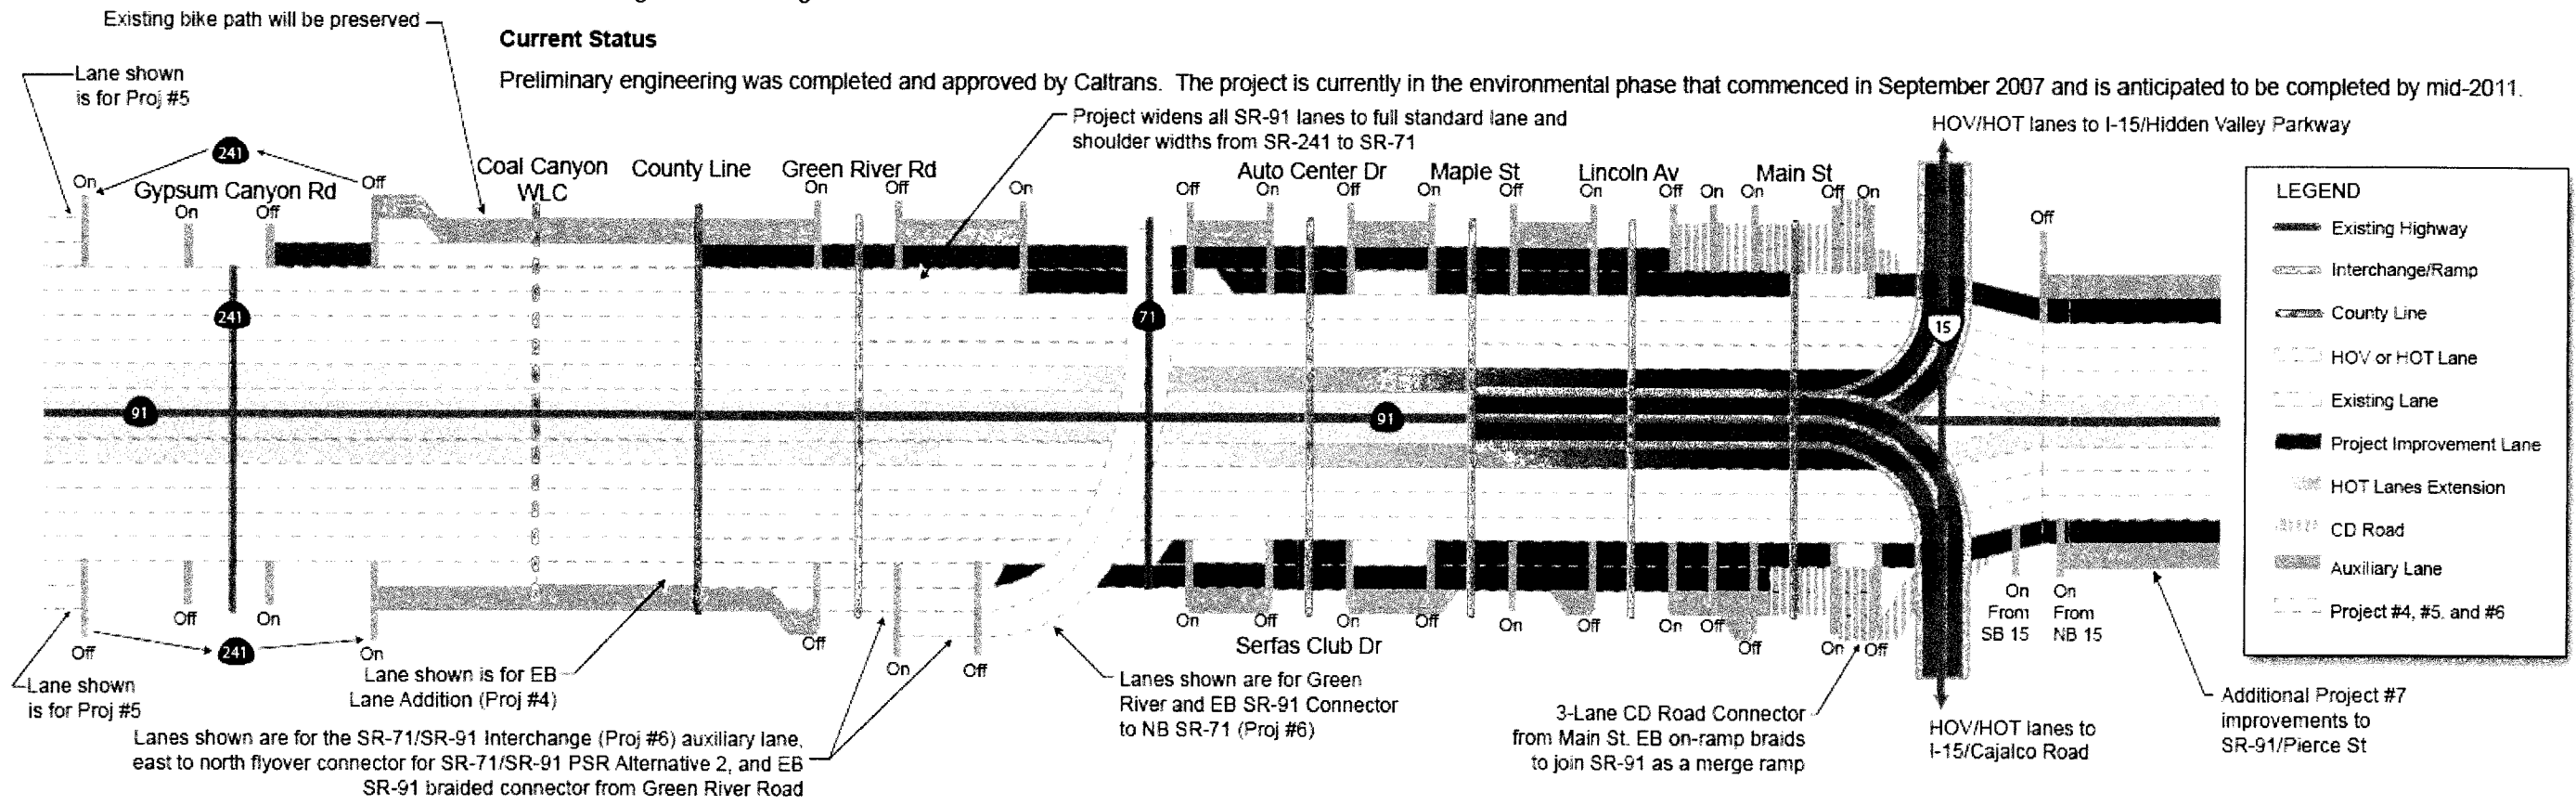 Existing bike path will be preserved
Current Status
Preliminary engineering was completed and approved by Caltrans. The project is currently in the environmental phase that commenced in September 2007 and is anticipated to be completed by mid-2011.
Lane shown
is for Proj #5
Project widens all SR-91 lanes to full standard lane and
shoulder widths from SR-241 to SR-71
HOV/HOT lanes to I-15/Hidden Valley Parkway
241
On
Gypsum Canyon Rd
On
Off
Off
Coal Canyon
WLC
County Line
Green River Rd
On
Off
On
Off
Auto Center Dr
On
Off
Maple St
On
Off
Lincoln Av
On
Off
On
Main St
On
Off
On
Off
241
71
15
91
91
LEGEND
Existing Highway
Interchange/Ramp
County Line
HOV or HOT Lane
Existing Lane
Project Improvement Lane
HOT Lanes Extension
CD Road
Auxiliary Lane
Project #4, #5, and #6
Off
241
Off
On
On
Off
On
Off
On
Off
Serfas Club Dr
On
Off
On
Off
On
Off
Off
On
Off
On
From
SB 15
On
From
NB 15
Lane shown
is for Proj #5
Lane shown is for EB
Lane Addition (Proj #4)
Lanes shown are for the SR-71/SR-91 Interchange (Proj #6) auxiliary lane,
east to north flyover connector for SR-71/SR-91 PSR Alternative 2, and EB
SR-91 braided connector from Green River Road
Lanes shown are for Green
River and EB SR-91 Connector
to NB SR-71 (Proj #6)
3-Lane CD Road Connector
from Main St. EB on-ramp braids
to join SR-91 as a merge ramp
HOV/HOT lanes to
I-15/Cajalco Road
Additional Project #7
improvements to
SR-91/Pierce St